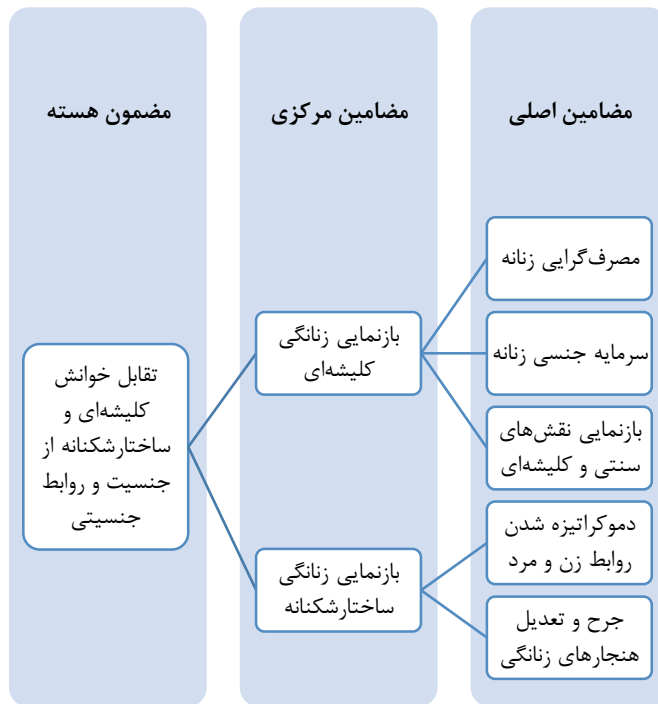 مضامین اصلی
مضامین مرکزی
مضمون هسته
مصرف‌گرایی زنانه
سرمایه جنسی زنانه
بازنمایی نقش‌های
سنتی و کلیشه‌ای
دموکراتیزه شدن
روابط زن و مرد
جرح و تعدیل
هنجارهای زنانگی
بازنمایی زنانگی
کلیشه‌ای
بازنمایی زنانگی
ساختارشکنانه
تقابل خوانش
کلیشه‌ای و
ساختارشکنانه از
جنسیت و روابط
جنسیتی